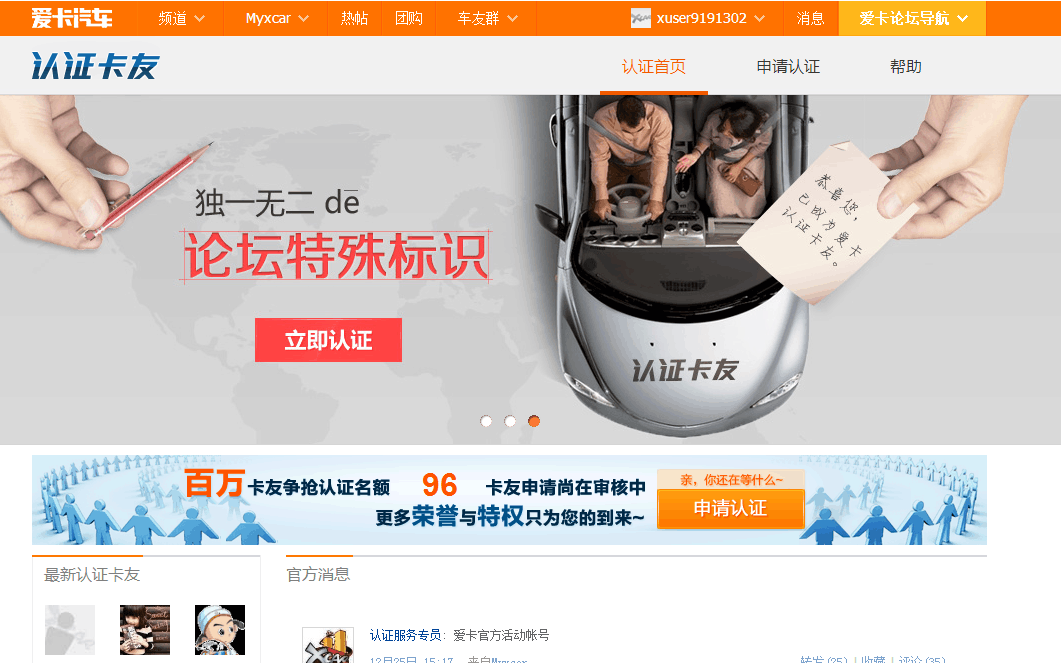 爱卡汽车 频道 Myxcar 热帖 团购 车友群 xuser9191302 消息 爱卡论坛导航
认证卡友 认证首页 申请认证 帮助
独一无二 dē
论坛特殊标识
立即认证
恭喜您,
已成为爱卡
认证卡友。
认证卡友
百万卡友争抢认证名额 96 卡友申请尚在审核中
更多荣誉与特权只为您的到来~
亲，你还在等什么~
申请认证
最新认证卡友 官方消息
认证服务专员：爱卡官方活动帐号
12月25日 15:17 来自Myxcar 转发(25) | 收藏 | 评论(35)